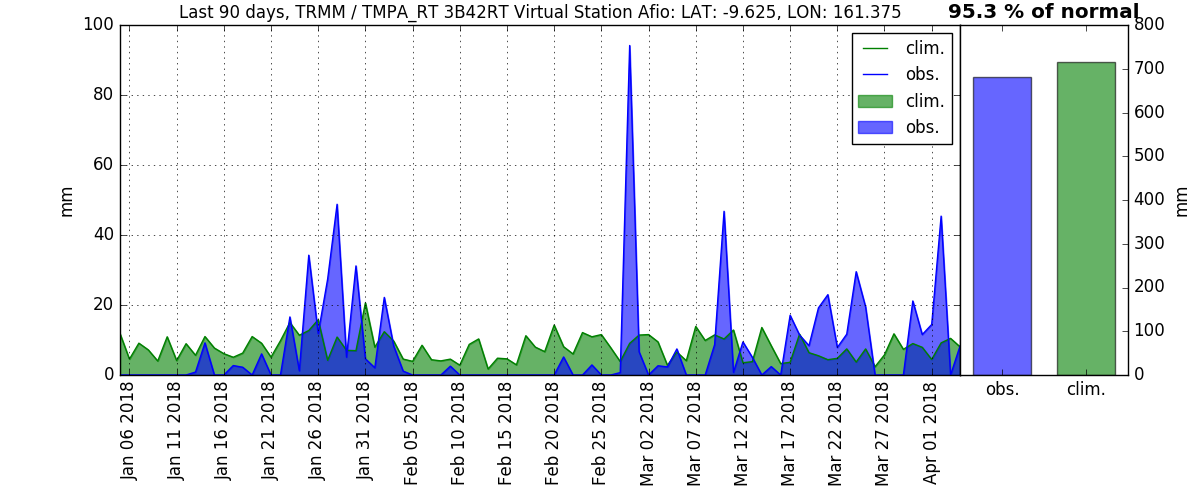 Last 90 days, TRMM / TMPA_RT 3B42RT Virtual Station Afio: LAT: -9.625, LON: 161.375
95.3 % of normal
100
80
60
40
20
0
mm
clim.
obs.
clim.
obs.
Jan 06 2018
Jan 11 2018
Jan 16 2018
Jan 21 2018
Jan 26 2018
Jan 31 2018
Feb 05 2018
Feb 10 2018
Feb 15 2018
Feb 20 2018
Feb 25 2018
Mar 02 2018
Mar 07 2018
Mar 12 2018
Mar 17 2018
Mar 22 2018
Mar 27 2018
Apr 01 2018
800
700
600
500
400
300
200
100
0
mm
obs.
clim.